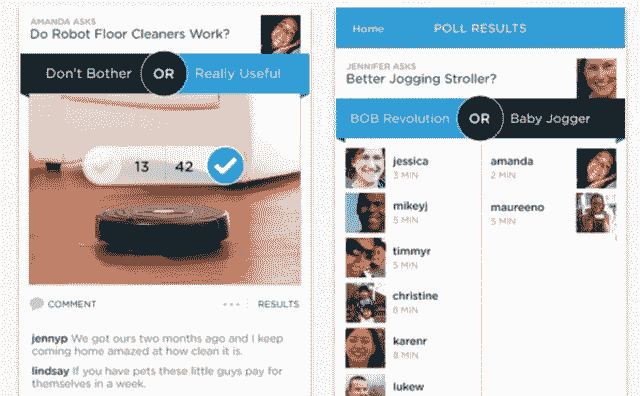 AMANDA ASKS
Do Robot Floor Cleaners Work?
Don't Bother OR Really Useful
13 42
COMMENT ... RESULTS
jennyp We got ours two months ago and I keep
coming home amazed at how clean it is.
lindsay If you have pets these little guys pay for
themselves in a week.
Home POLL RESULTS
JENNIFER ASKS
Better Jogging Stroller?
BOB Revolution OR Baby Jogger
jessica
3 MIN
mikeyj
5 MIN
timmyr
5 MIN
christine
8 MIN
karenr
8 MIN
lukew
amanda
2 MIN
maureeno
5 MIN